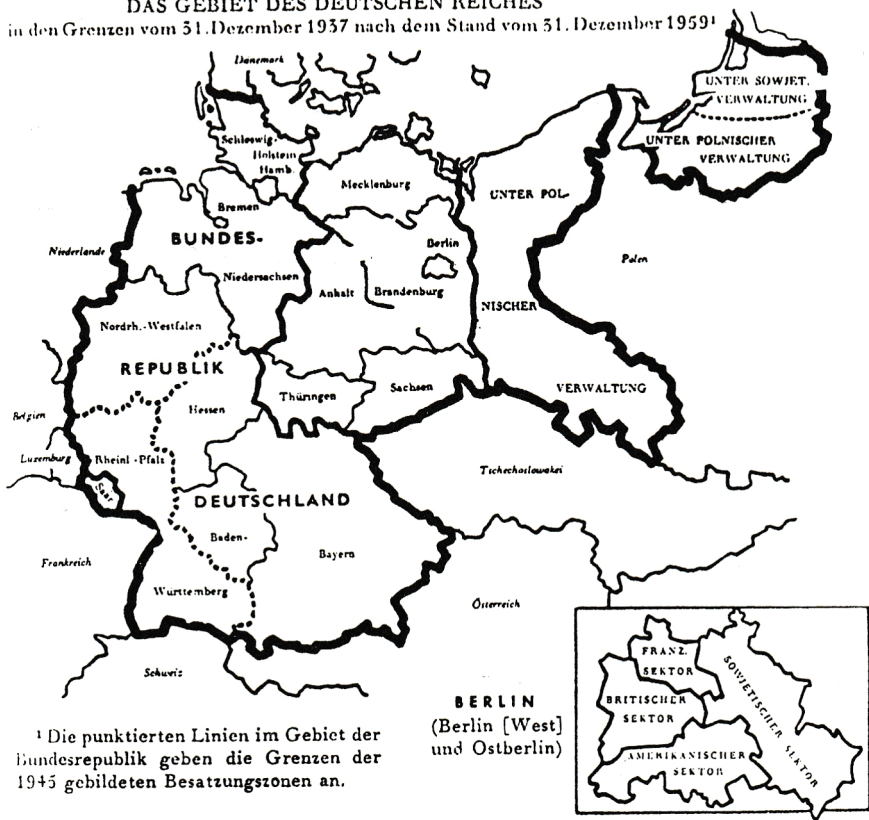 DAS GEBIET DES DEUTSCHEN REICHES
in den Grenzen vom 31. Dezember 1937 nach dem Stand vom 31. Dezember 1959¹
Dänemark
UNTER SOWJET.
VERWALTUNG
UNTER POLNISCHER
VERWALTUNG
Schleswig-
Holstein
Hamb.
Mecklenburg
UNTER POL-
Bremen
BUNDES-
Niederlande
Berlin
Polen
Niedersachsen
Anhalt
Brandenburg
NISCHER
Nordrh.-Westfalen
REPUBLIK
Thüringen
Sachsen
VERWALTUNG
Hessen
Belgien
Luxemburg
Rheinl.-Pfalz
Tschechoslowakei
Saar
DEUTSCHLAND
Baden-
Bayern
Frankreich
Württemberg
Österreich
Schweiz
FRANZ.
SEKTOR
SOWJETISCHER SEKTOR
BRITISCHER
SEKTOR
AMERIKANISCHER
SEKTOR
BERLIN
(Berlin [West]
und Ostberlin)
¹ Die punktierten Linien im Gebiet der
Bundesrepublik geben die Grenzen der
1945 gebildeten Besatzungszonen an.